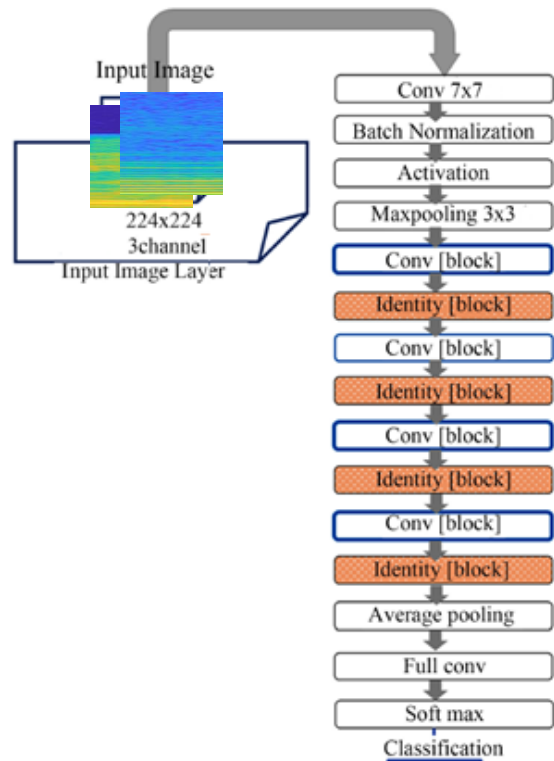 Input Image
224x224
3channel
Input Image Layer
Conv 7x7
Batch Normalization
Activation
Maxpooling 3x3
Conv [block]
Identity [block]
Conv [block]
Identity [block]
Conv [block]
Identity [block]
Conv [block]
Identity [block]
Average pooling
Full conv
Soft max
Classification